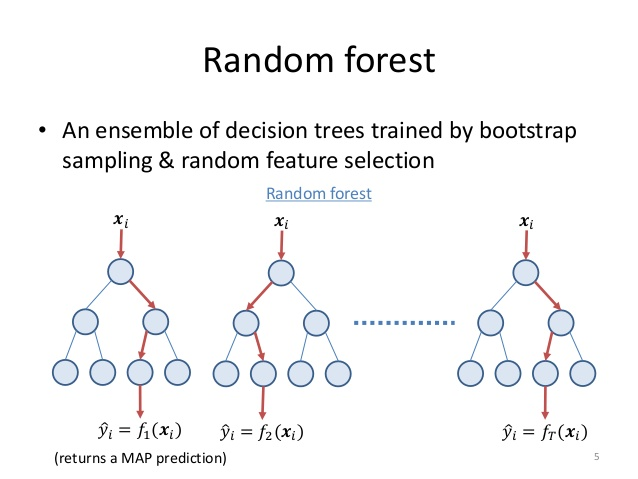 Random forest
• An ensemble of decision trees trained by bootstrap
sampling & random feature selection
Random forest
𝒙ᵢ 𝒙ᵢ 𝒙ᵢ
ŷᵢ = f₁(𝒙ᵢ) ŷᵢ = f₂(𝒙ᵢ) ŷᵢ = f_T(𝒙ᵢ)
(returns a MAP prediction)
5